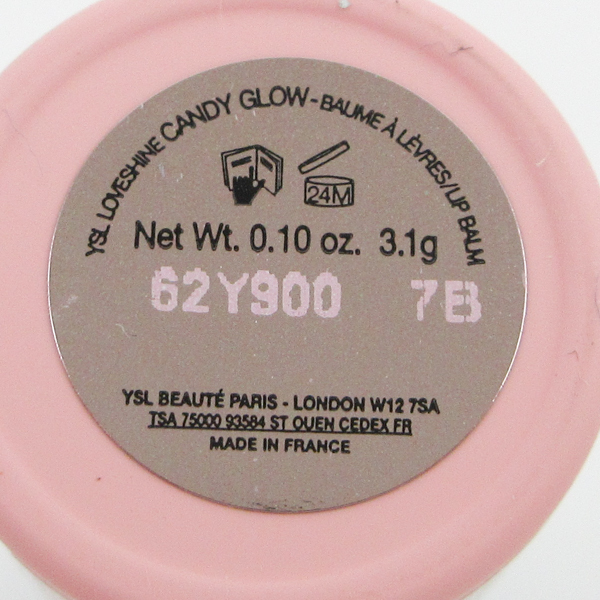 YSL LOVESHINE CANDY GLOW - BAUME À LÈVRES/LIP BALM
24M
Net Wt. 0.10 oz. 3.1g
62Y900 7B
YSL BEAUTÉ PARIS - LONDON W12 7SA
TSA 75000 93584 ST OUEN CEDEX FR
MADE IN FRANCE